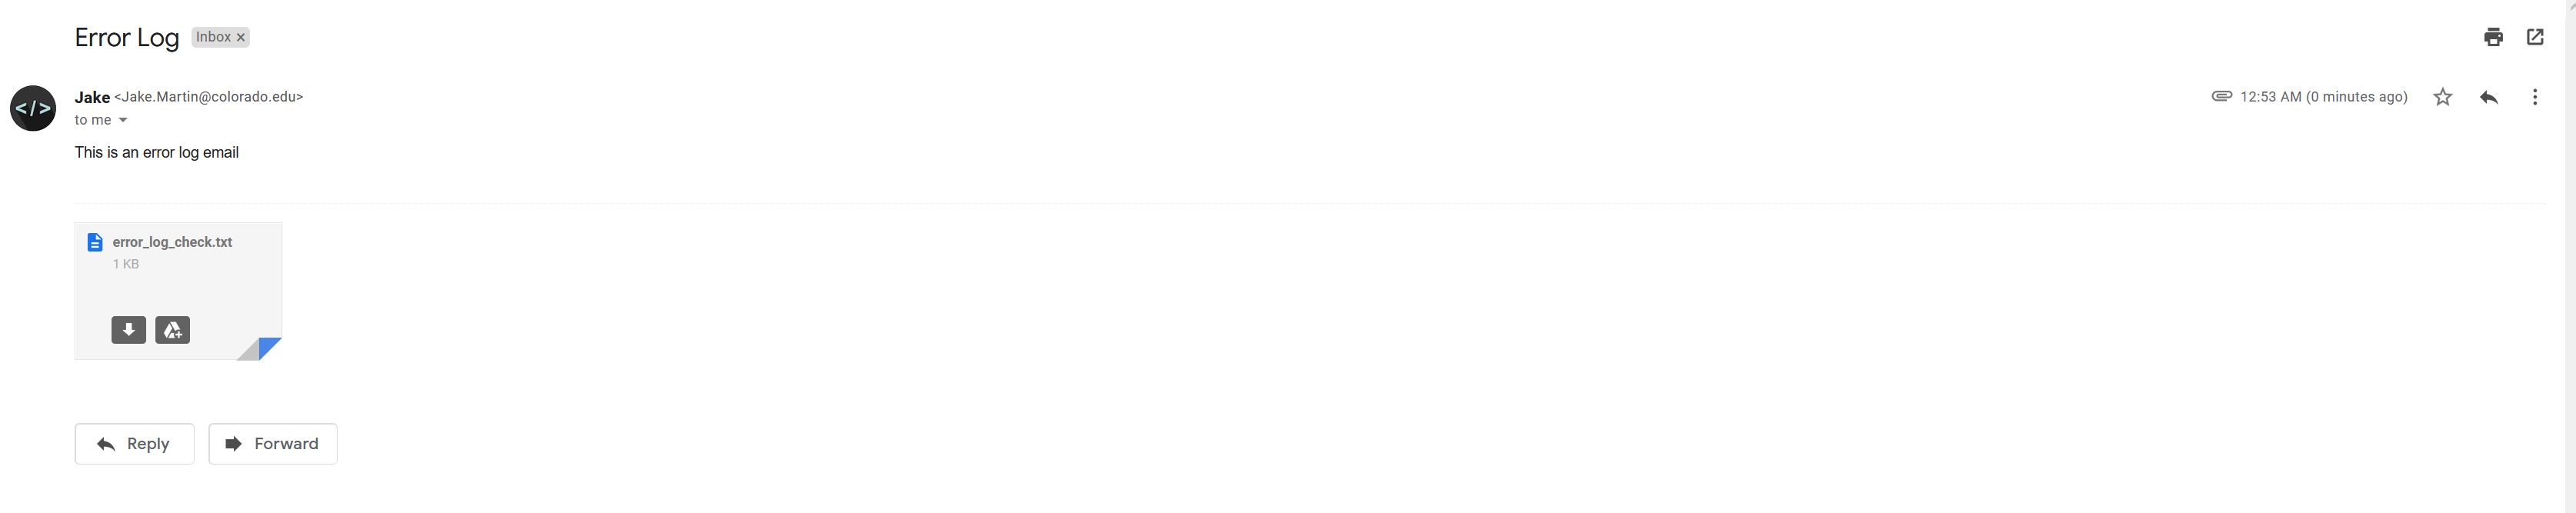 Error Log Inbox x
</> Jake <Jake.Martin@colorado.edu> 12:53 AM (0 minutes ago)
to me
This is an error log email
error_log_check.txt
1 KB
Reply Forward